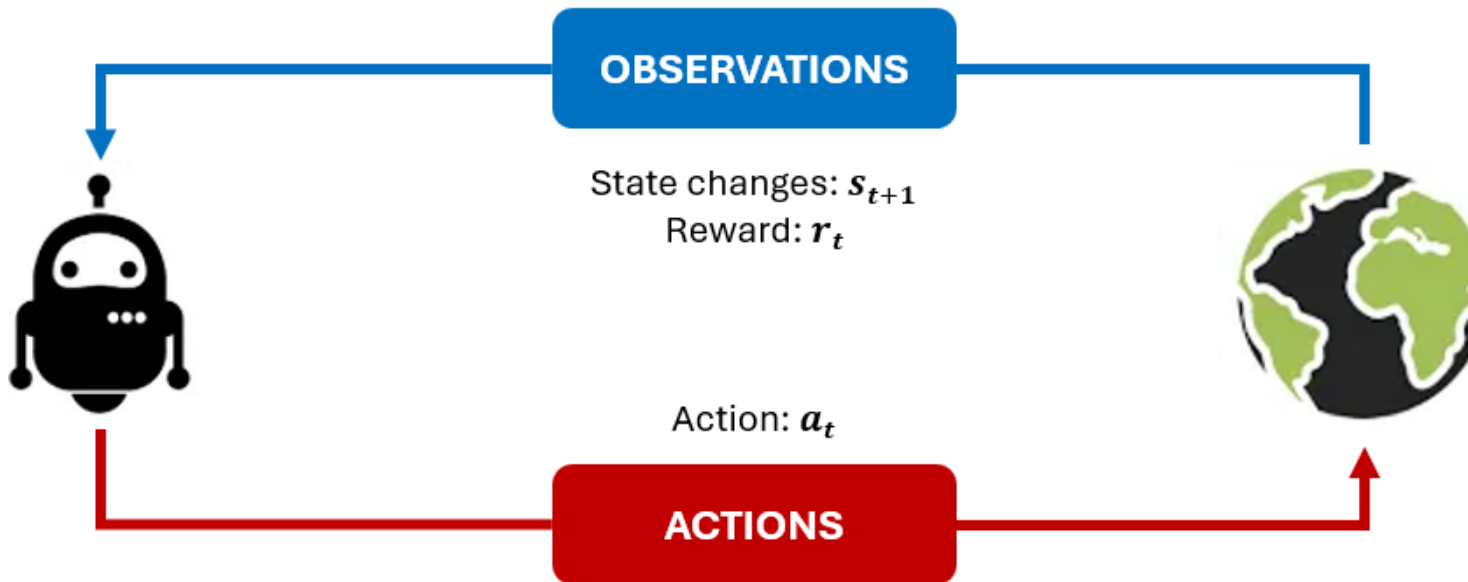 OBSERVATIONS
State changes: s_{t+1}
Reward: r_t
Action: a_t
ACTIONS